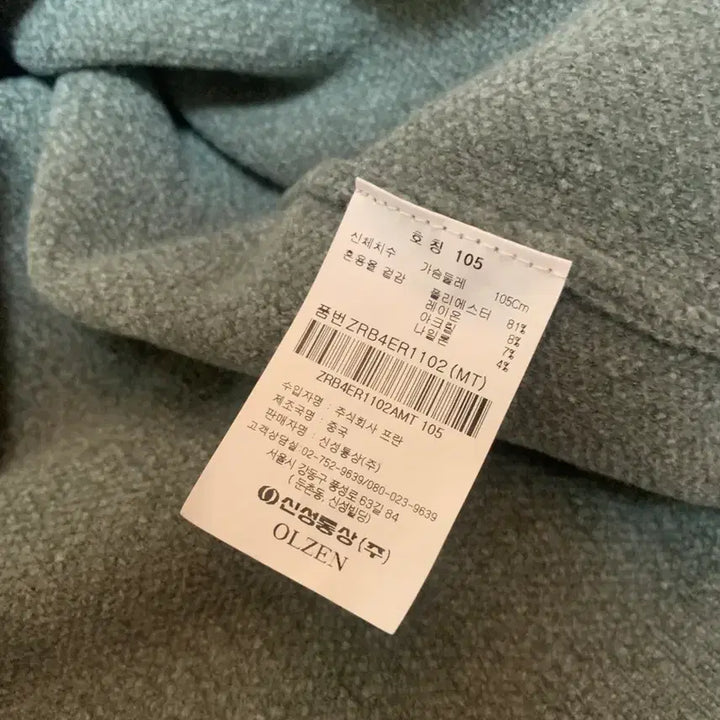 호 칭 105
신체치수 가슴둘레 105Cm
혼용율 겉감 폴리에스터 81%
레이온 8%
아크릴 7%
나일론 4%
품번 ZRB4ER1102(MT)
ZRB4ER1102AMT 105
수입자명 : 주식회사 프란
제조국명 : 중국
판매자명 : 신성통상(주)
고객상담실:02-752-9639/080-023-9639
서울시 강동구 풍성로63길 84
(둔촌동, 신성빌딩)
신성통상(주)
OLZEN